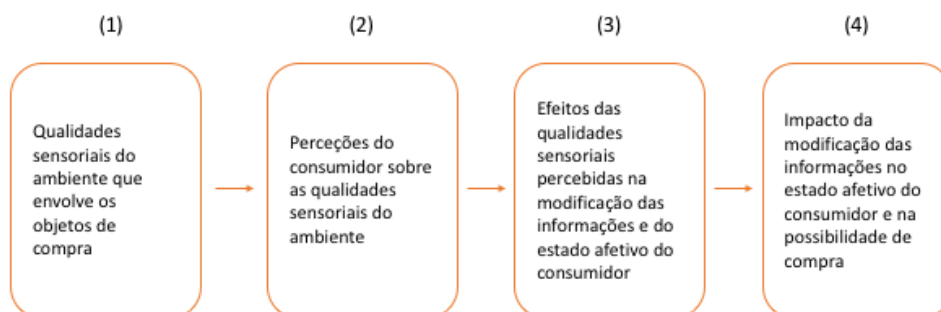 (1)
(2)
(3)
(4)
Qualidades
sensoriais do
ambiente que
envolve os
objetos de
compra
Perceções do
consumidor sobre
as qualidades
sensoriais do
ambiente
Efeitos das
qualidades
sensoriais
percebidas na
modificação das
informações e do
estado afetivo do
consumidor
Impacto da
modificação das
informações no
estado afetivo do
consumidor e na
possibilidade de
compra